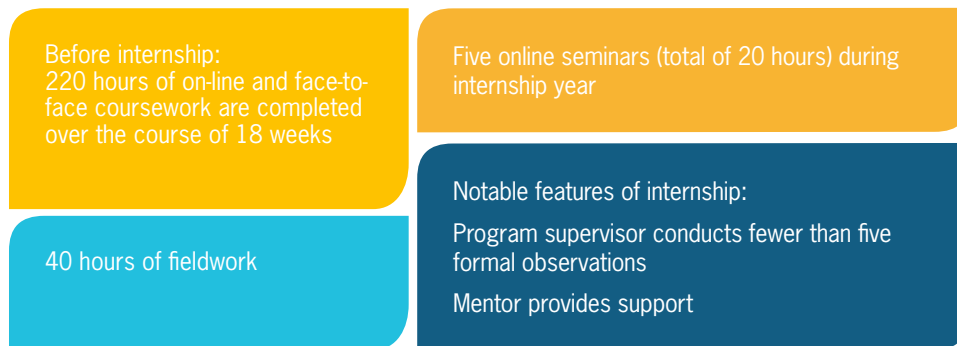 Before internship:
220 hours of on-line and face-to-
face coursework are completed
over the course of 18 weeks
40 hours of fieldwork
Five online seminars (total of 20 hours) during
internship year
Notable features of internship:
Program supervisor conducts fewer than five
formal observations
Mentor provides support